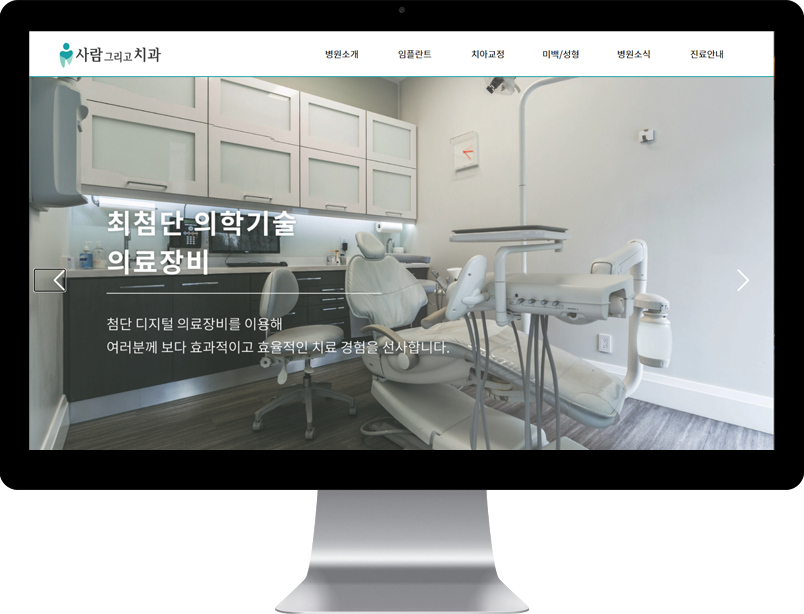 사람 그리고 치과
병원소개 임플란트 치아교정 미백/성형 병원소식 진료안내
최첨단 의학기술
의료장비
첨단 디지털 의료장비를 이용해
여러분께 보다 효과적이고 효율적인 치료 경험을 선사합니다.